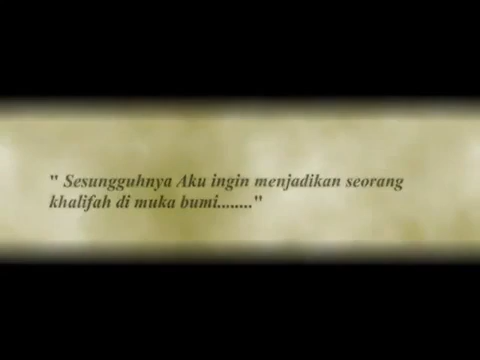 " Sesungguhnya Aku ingin menjadikan seorang
khalifah di muka bumi........"